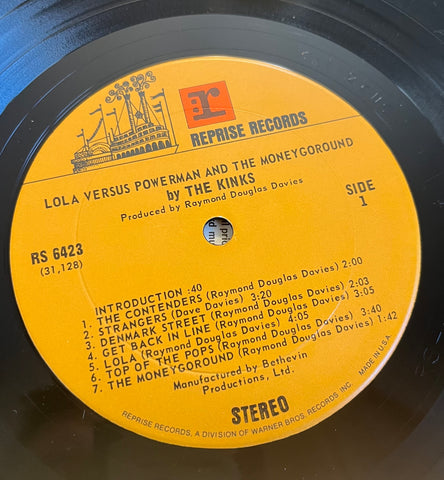 r
REPRISE RECORDS
LOLA VERSUS POWERMAN AND THE MONEYGOROUND
by THE KINKS
Produced by Raymond Douglas Davies
RS 6423
(31,128)
SIDE
1
INTRODUCTION :40
1. THE CONTENDERS (Raymond Douglas Davies) 2:00
2. STRANGERS (Dave Davies) 3:20
3. DENMARK STREET (Raymond Douglas Davies) 2:03
4. GET BACK IN LINE (Raymond Douglas Davies) 3:05
5. LOLA (Raymond Douglas Davies) 4:05
6. TOP OF THE POPS (Raymond Douglas Davies) 3:40
7. THE MONEYGOROUND (Raymond Douglas Davies) 1:42
Manufactured by Bethevin
Productions, Ltd.
STEREO
REPRISE RECORDS, A DIVISION OF WARNER BROS. RECORDS INC.
MADE IN U.S.A.